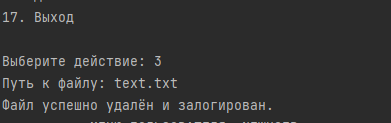 17. Выход
Выберите действие: 3
Путь к файлу: text.txt
Файл успешно удалён и залогирован.